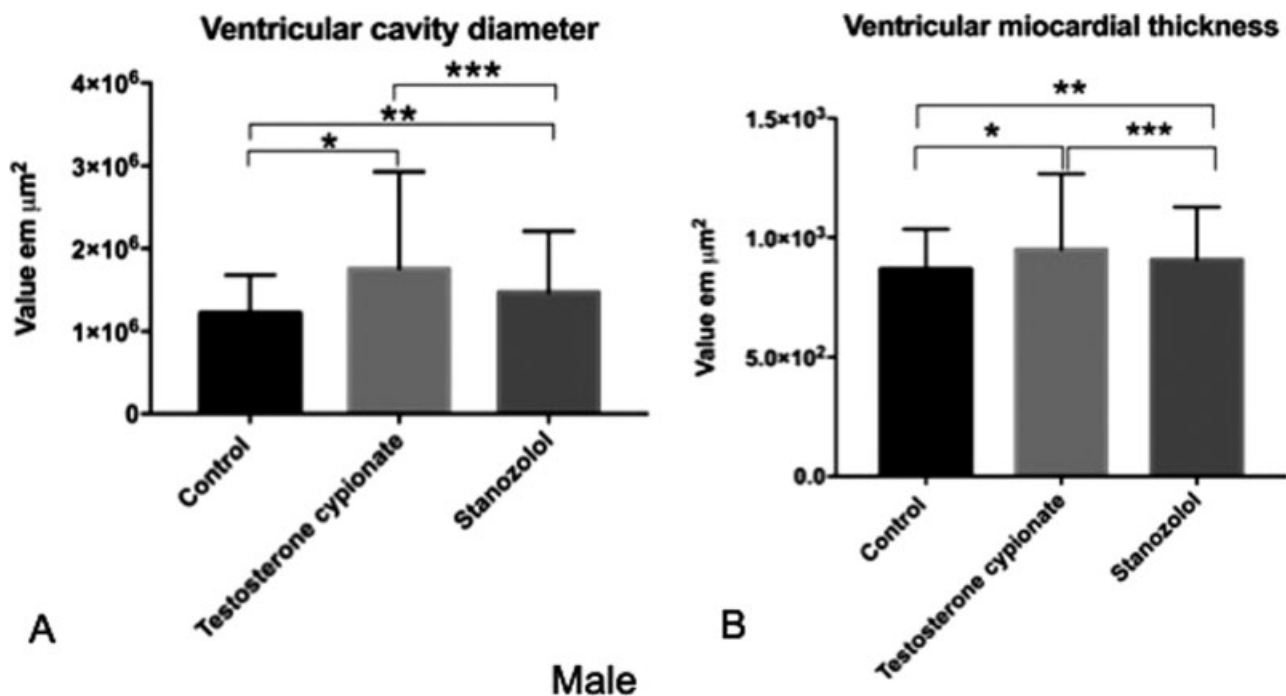 Ventricular cavity diameter
Value em μm²
4×10⁶
3×10⁶
2×10⁶
1×10⁶
0
***
**
*
Control
Testosterone cypionate
Stanozolol
A
Ventricular miocardial thickness
Value em μm²
1.5×10³
1.0×10³
5.0×10²
0.0
**
*
***
Control
Testosterone cypionate
Stanozolol
B
Male